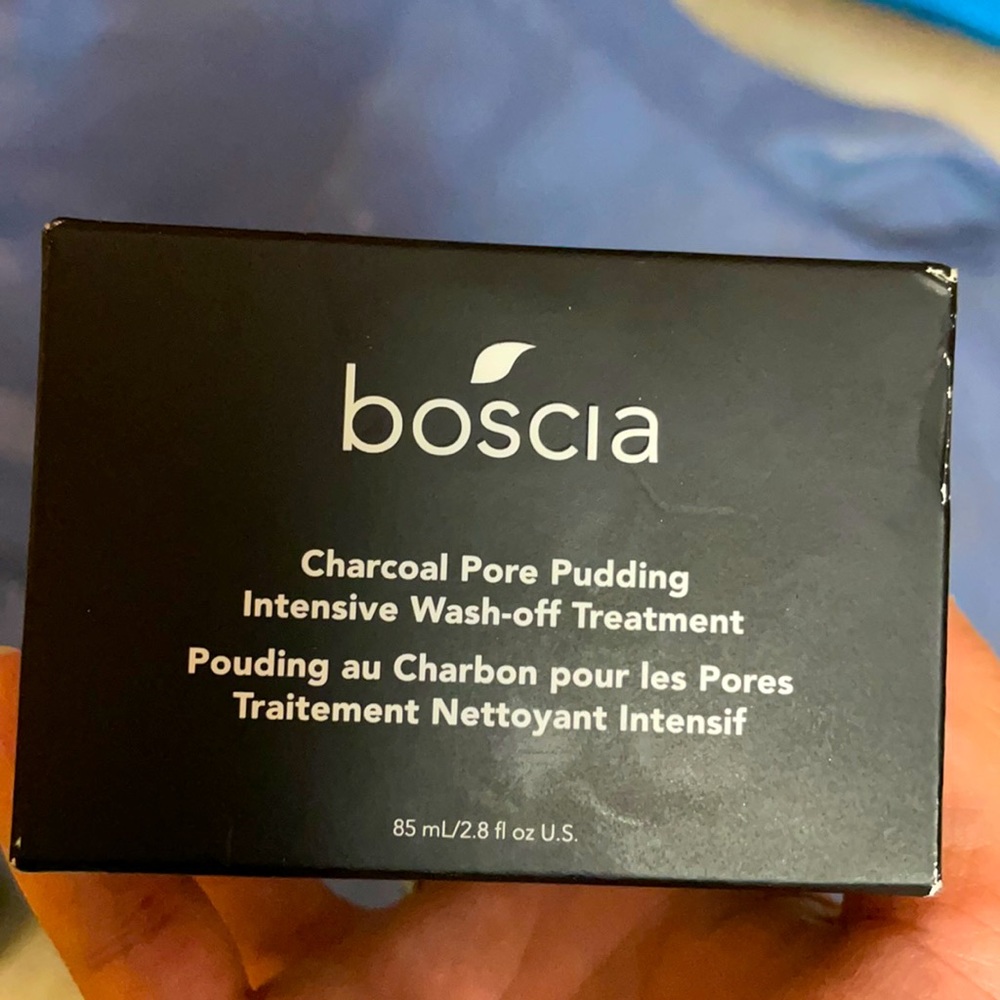 boscia
Charcoal Pore Pudding
Intensive Wash-off Treatment
Pouding au Charbon pour les Pores
Traitement Nettoyant Intensif
85 mL/2.8 fl oz U.S.